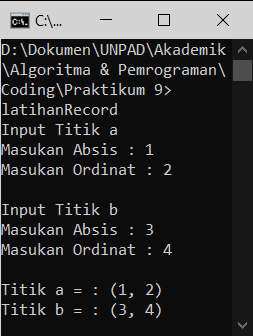 C:\...
D:\Dokumen\UNPAD\Akademik
\Algoritma & Pemrograman\
Coding\Praktikum 9>
latihanRecord
Input Titik a
Masukan Absis : 1
Masukan Ordinat : 2
Input Titik b
Masukan Absis : 3
Masukan Ordinat : 4
Titik a = : (1, 2)
Titik b = : (3, 4)